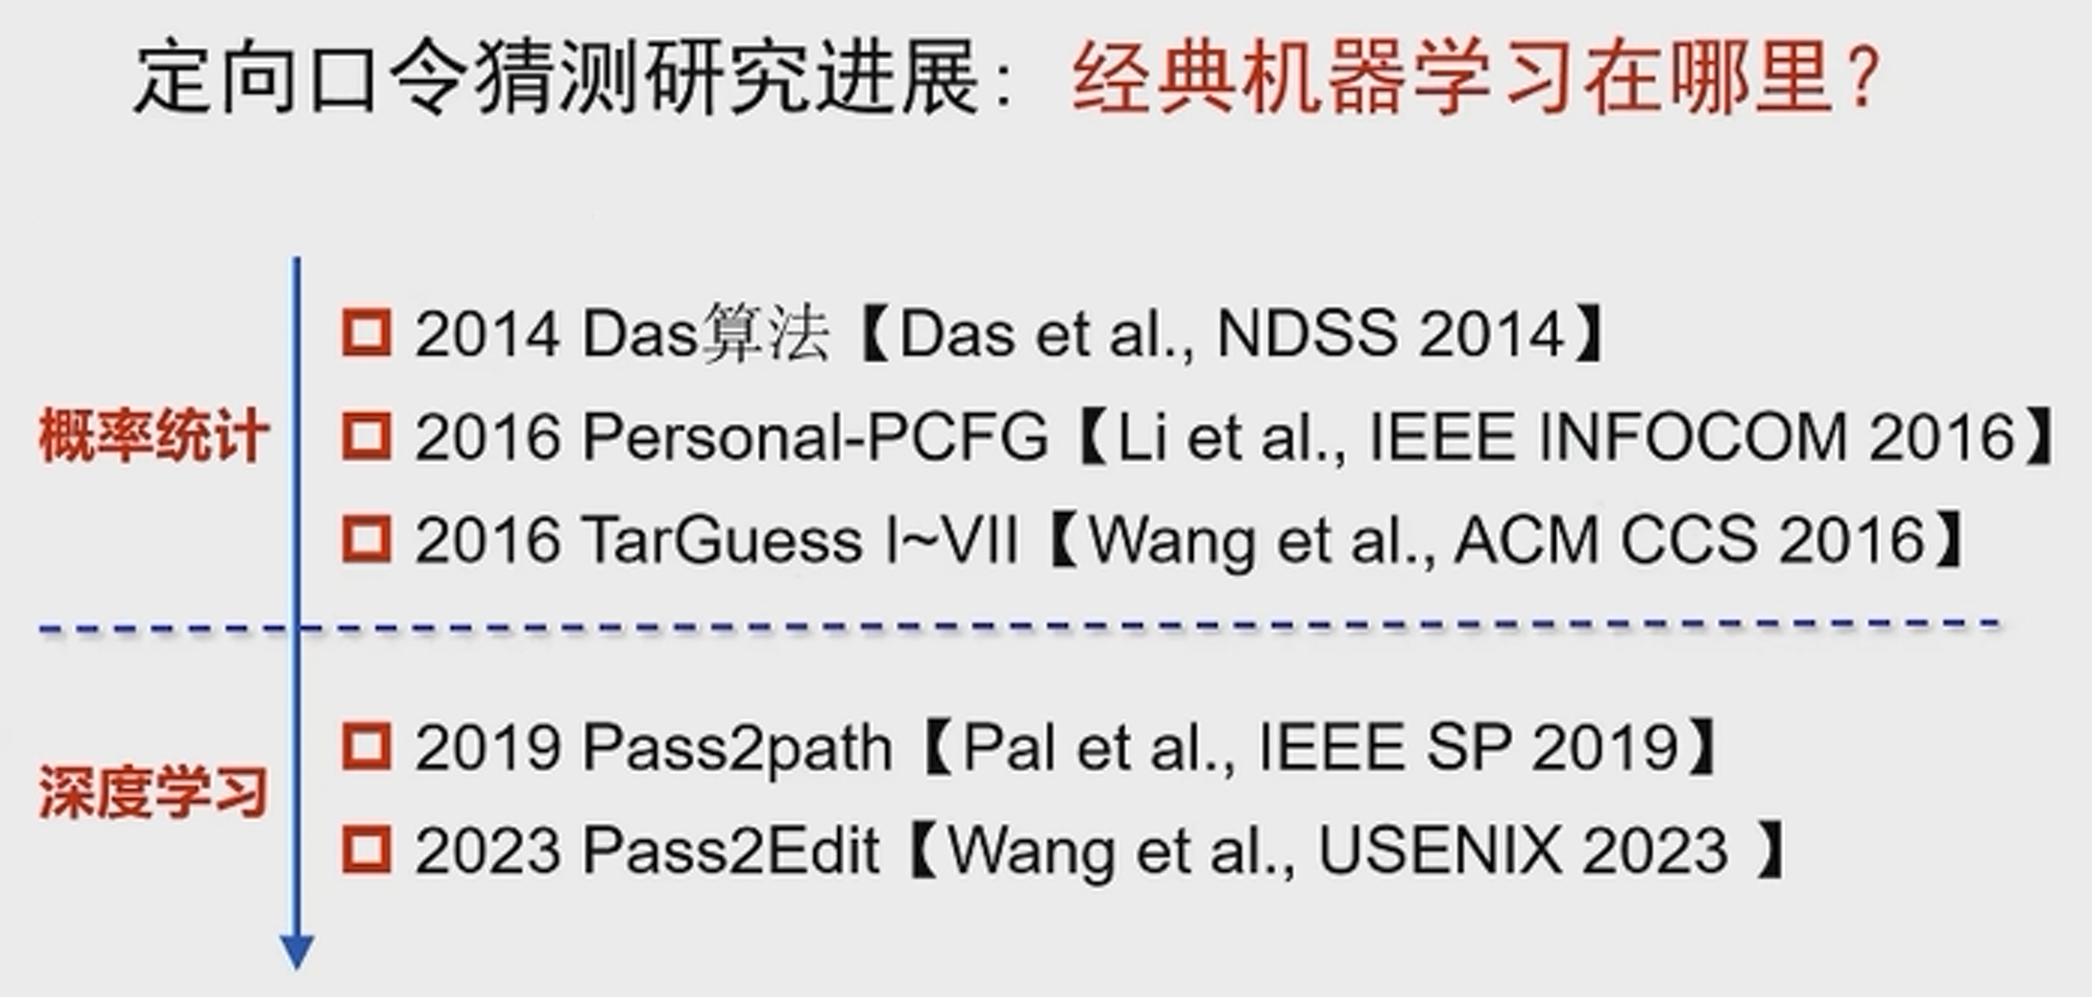 定向口令猜测研究进展：经典机器学习在哪里？
概率统计
2014 Das算法【Das et al., NDSS 2014】
2016 Personal-PCFG【Li et al., IEEE INFOCOM 2016】
2016 TarGuess I~VII【Wang et al., ACM CCS 2016】
深度学习
2019 Pass2path【Pal et al., IEEE SP 2019】
2023 Pass2Edit【Wang et al., USENIX 2023 】